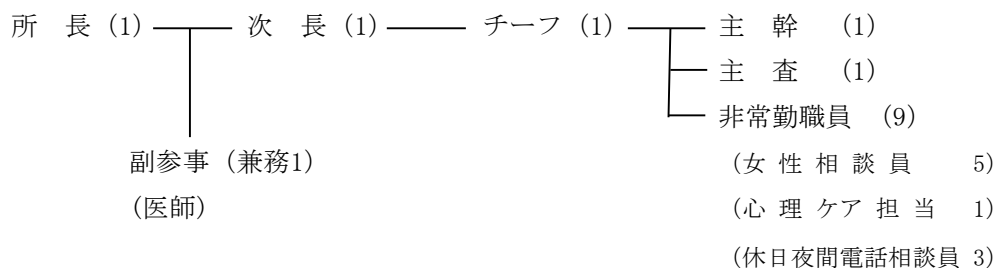 所 長 (1) 次 長 (1) チーフ (1) 主 幹 (1)
主 査 (1)
非常勤職員 (9)
副参事 (兼務1)
(女 性 相 談 員 5)
(医師)
(心 理 ケア 担 当 1)
(休日夜間電話相談員 3)